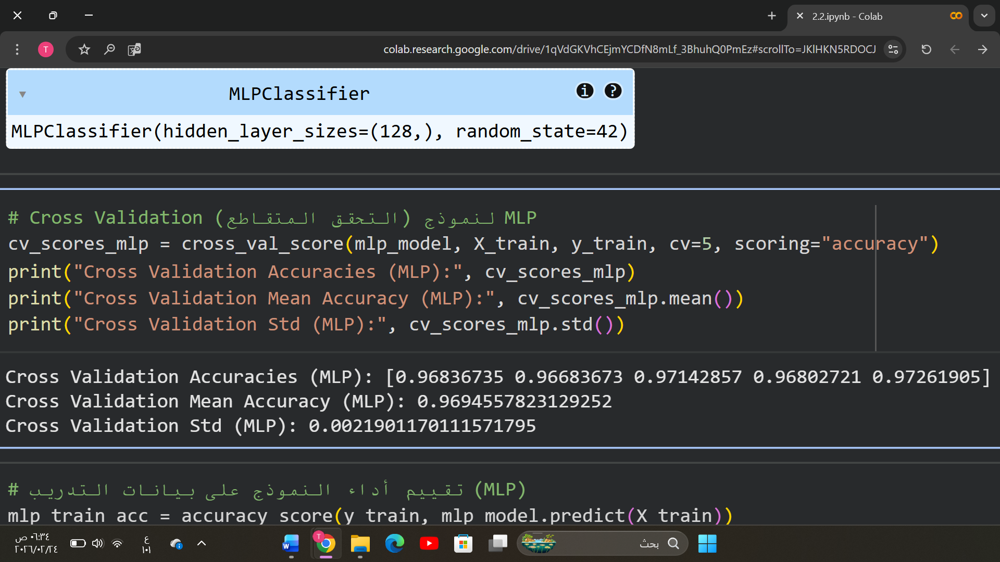 2.2.ipynb - Colab
T
colab.research.google.com/drive/1qVdGKVhCEjmYCDfN8mLf_3BhuhQ0PmEz#scrollTo=JKlHKN5RDOCJ
MLPClassifier
MLPClassifier(hidden_layer_sizes=(128,), random_state=42)
# Cross Validation (التحقق المتقاطع) لنموذج MLP
cv_scores_mlp = cross_val_score(mlp_model, X_train, y_train, cv=5, scoring="accuracy")
print("Cross Validation Accuracies (MLP):", cv_scores_mlp)
print("Cross Validation Mean Accuracy (MLP):", cv_scores_mlp.mean())
print("Cross Validation Std (MLP):", cv_scores_mlp.std())
Cross Validation Accuracies (MLP): [0.96836735 0.96683673 0.97142857 0.96802721 0.97261905]
Cross Validation Mean Accuracy (MLP): 0.9694557823129252
Cross Validation Std (MLP): 0.0021901170111571795
# تقييم أداء النموذج على بيانات التدريب (MLP)
mlp_train_acc = accuracy_score(y_train, mlp_model.predict(X_train))
٠٦:٣٤ ص
٢٠٢٦/٠٢/٢٤
ع
١٠١
بحث